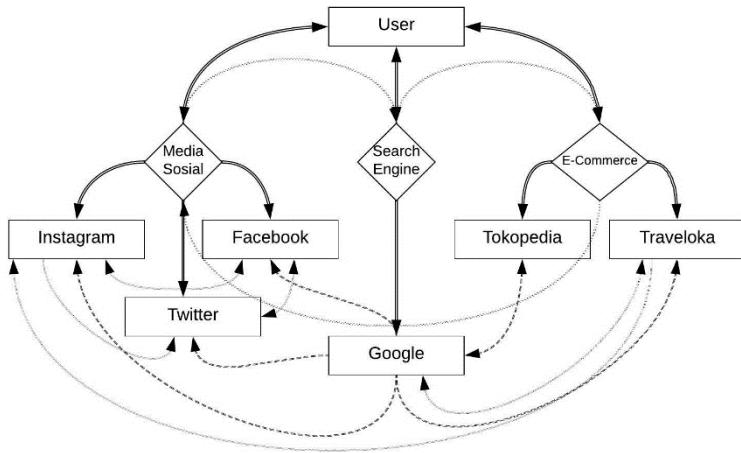 User
Media
Sosial
Search
Engine
E-Commerce
Instagram
Facebook
Tokopedia
Traveloka
Twitter
Google